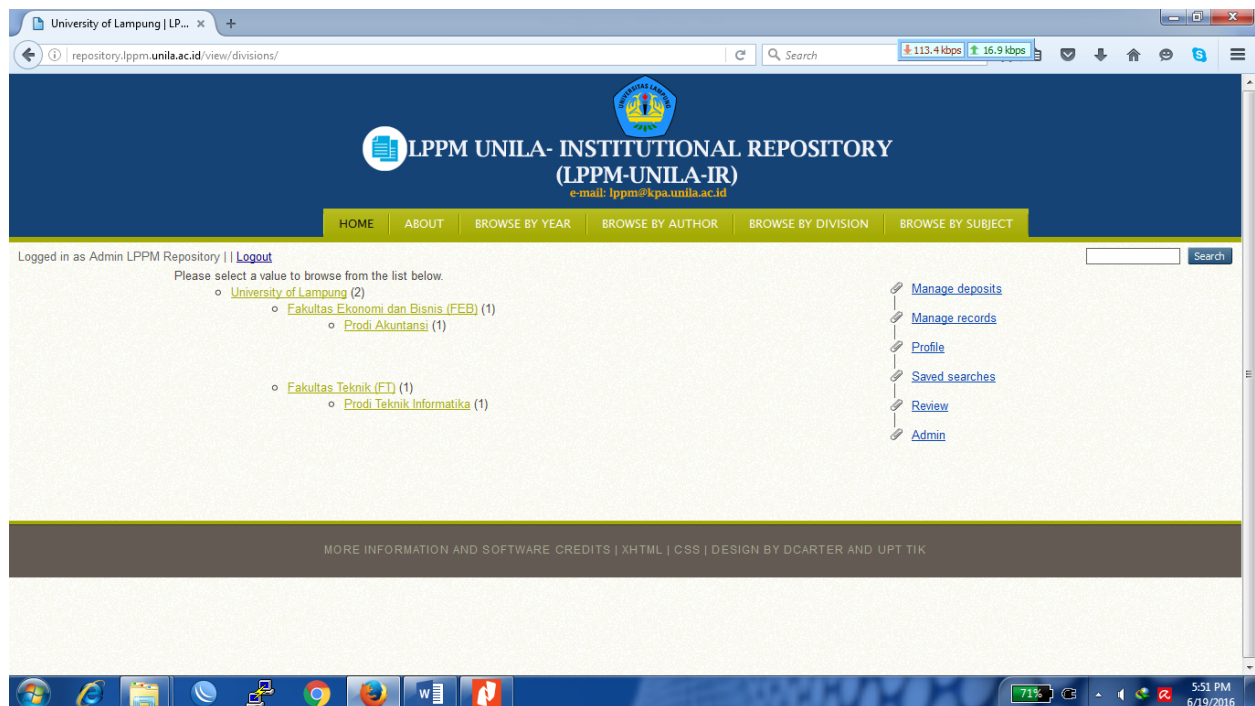 University of Lampung | LP... × +
repository.lppm.unila.ac.id/view/divisions/
Search
113.4 kbps 16.9 kbps
UNIVERSITAS LAMPUNG
LPPM UNILA- INSTITUTIONAL REPOSITORY
(LPPM-UNILA-IR)
e-mail: lppm@kpa.unila.ac.id
HOME ABOUT BROWSE BY YEAR BROWSE BY AUTHOR BROWSE BY DIVISION BROWSE BY SUBJECT
Logged in as Admin LPPM Repository | | Logout
Search
Please select a value to browse from the list below.
University of Lampung (2)
Fakultas Ekonomi dan Bisnis (FEB) (1)
Prodi Akuntansi (1)
Fakultas Teknik (FT) (1)
Prodi Teknik Informatika (1)
Manage deposits
Manage records
Profile
Saved searches
Review
Admin
MORE INFORMATION AND SOFTWARE CREDITS | XHTML | CSS | DESIGN BY DCARTER AND UPT TIK
71%
5:51 PM
6/19/2016